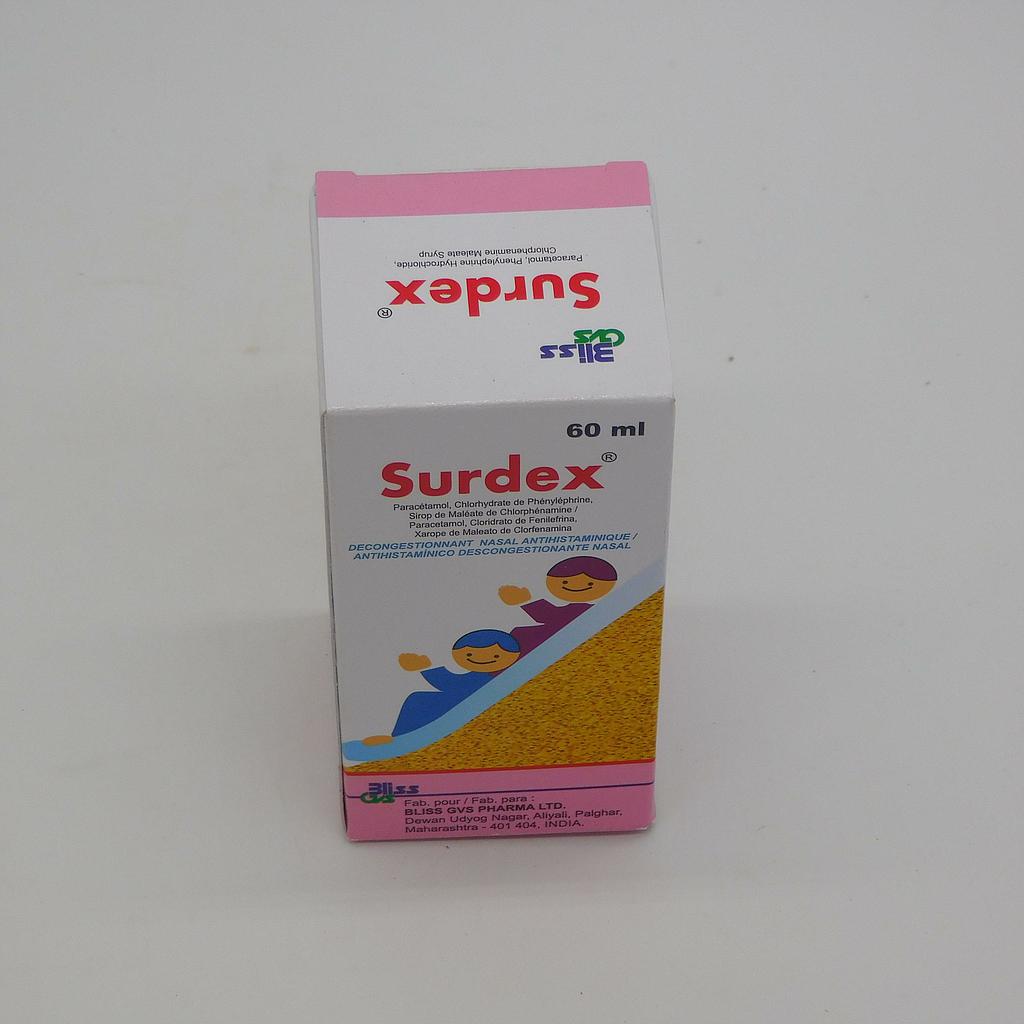 Paracetamol, Phenylephrine Hydrochloride,
Chlorphenamine Maleate Syrup
Surdex®
Bliss
GVS
60 ml
Surdex®
Paracétamol, Chlorhydrate de Phényléphrine,
Sirop de Maléate de Chlorphénamine /
Paracetamol, Cloridrato de Fenilefrina,
Xarope de Maleato de Clorfenamina
DECONGESTIONNANT NASAL ANTIHISTAMINIQUE /
ANTIHISTAMÍNICO DESCONGESTIONANTE NASAL
Bliss
GVS
Fab. pour / Fab. para :
BLISS GVS PHARMA LTD.
Dewan Udyog Nagar, Aliyali, Palghar,
Maharashtra - 401 404, INDIA.